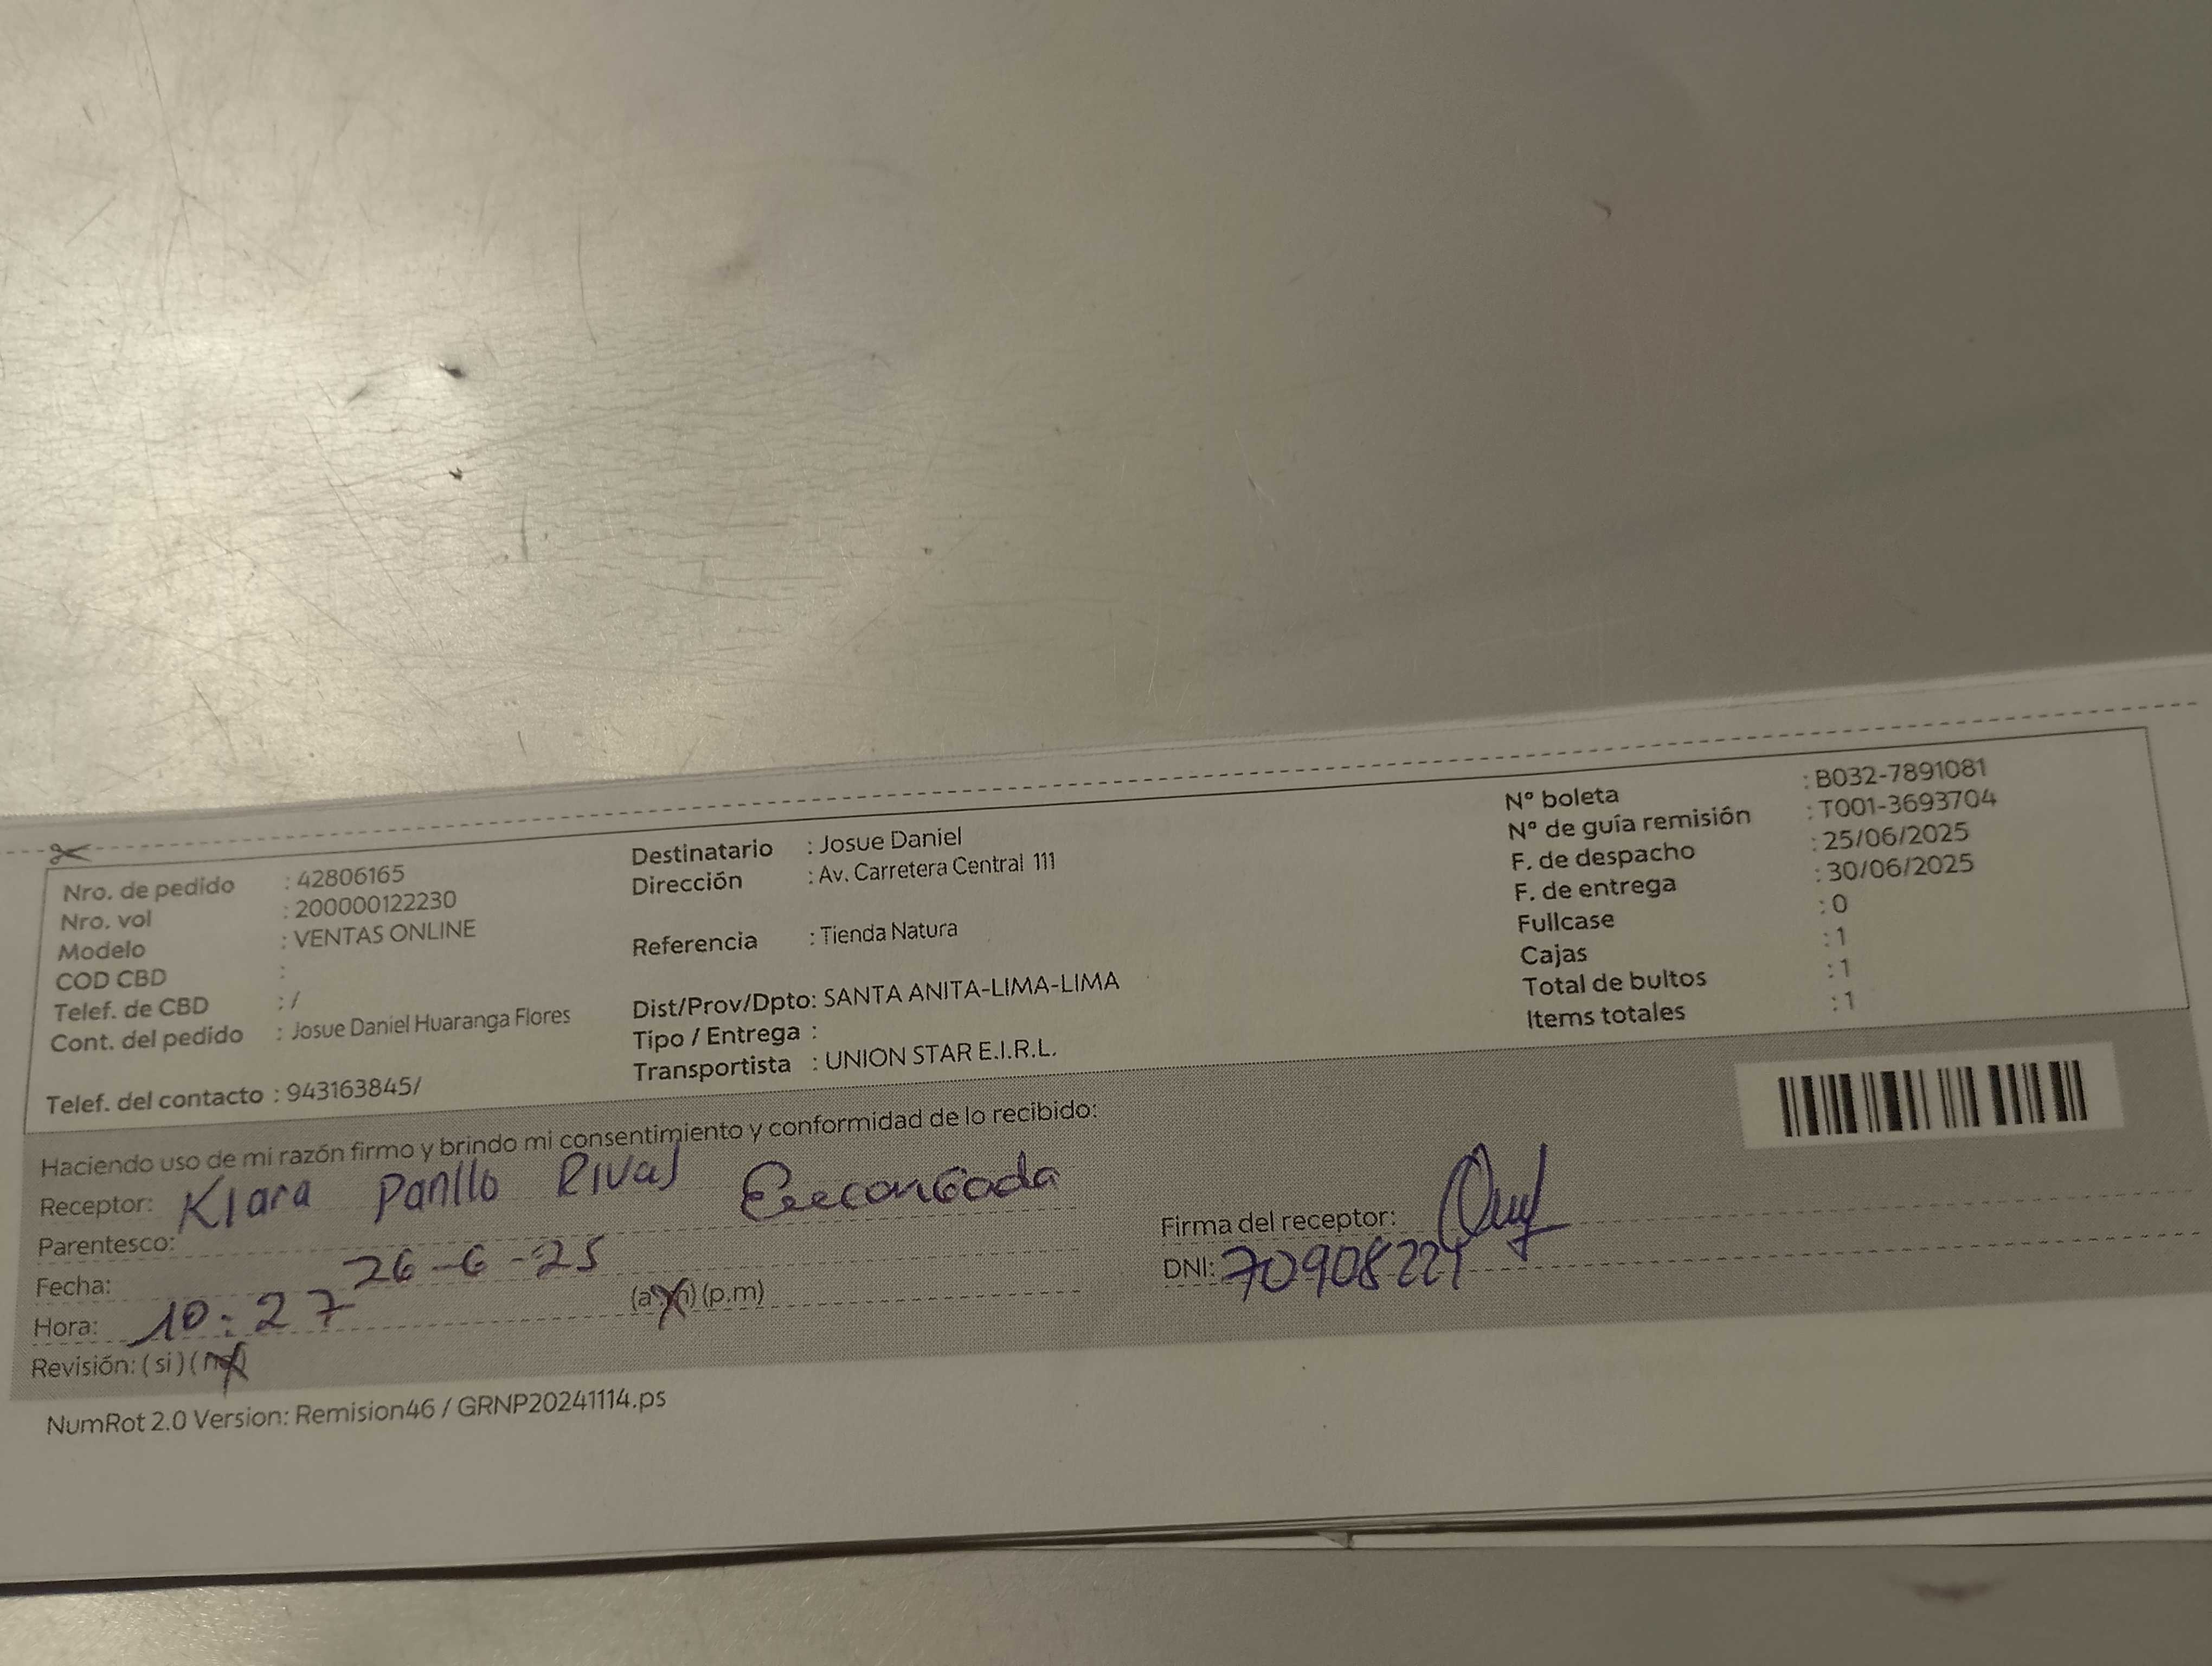 Nro. de pedido : 42806165
Nro. vol : 200000122230
Modelo : VENTAS ONLINE
COD CBD :
Telef. de CBD : /
Cont. del pedido : Josue Daniel Huaranga Flores
Telef. del contacto : 943163845/
Destinatario : Josue Daniel
Dirección : Av. Carretera Central 111
Referencia : Tienda Natura
Dist/Prov/Dpto: SANTA ANITA-LIMA-LIMA
Tipo / Entrega :
Transportista : UNION STAR E.I.R.L.
N° boleta : B032-7891081
N° de guía remisión : T001-3693704
F. de despacho : 25/06/2025
F. de entrega : 30/06/2025
Fullcase : 0
Cajas : 1
Total de bultos : 1
Items totales : 1
Haciendo uso de mi razón firmo y brindo mi consentimiento y conformidad de lo recibido:
Receptor: Klara
Parentesco:
Fecha: 26-6-25
Hora: 10:27 (a.m) (p.m)
Revisión: (si) (no)
Firma del receptor:
DNI:
NumRot 2.0 Version: Remision46 / GRNP20241114.ps